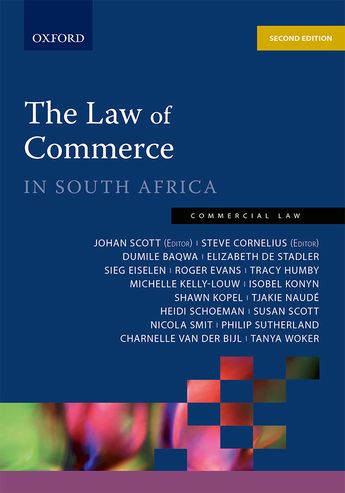 OXFORD
SECOND EDITION
The Law of
Commerce
IN SOUTH AFRICA
COMMERCIAL LAW
JOHAN SCOTT (Editor) | STEVE CORNELIUS (Editor)
DUMILE BAQWA | ELIZABETH DE STADLER
SIEG EISELEN | ROGER EVANS | TRACY HUMBY
MICHELLE KELLY-LOUW | ISOBEL KONYN
SHAWN KOPEL | TJAKIE NAUDÉ
HEIDI SCHOEMAN | SUSAN SCOTT
NICOLA SMIT | PHILIP SUTHERLAND
CHARNELLE VAN DER BIJL | TANYA WOKER